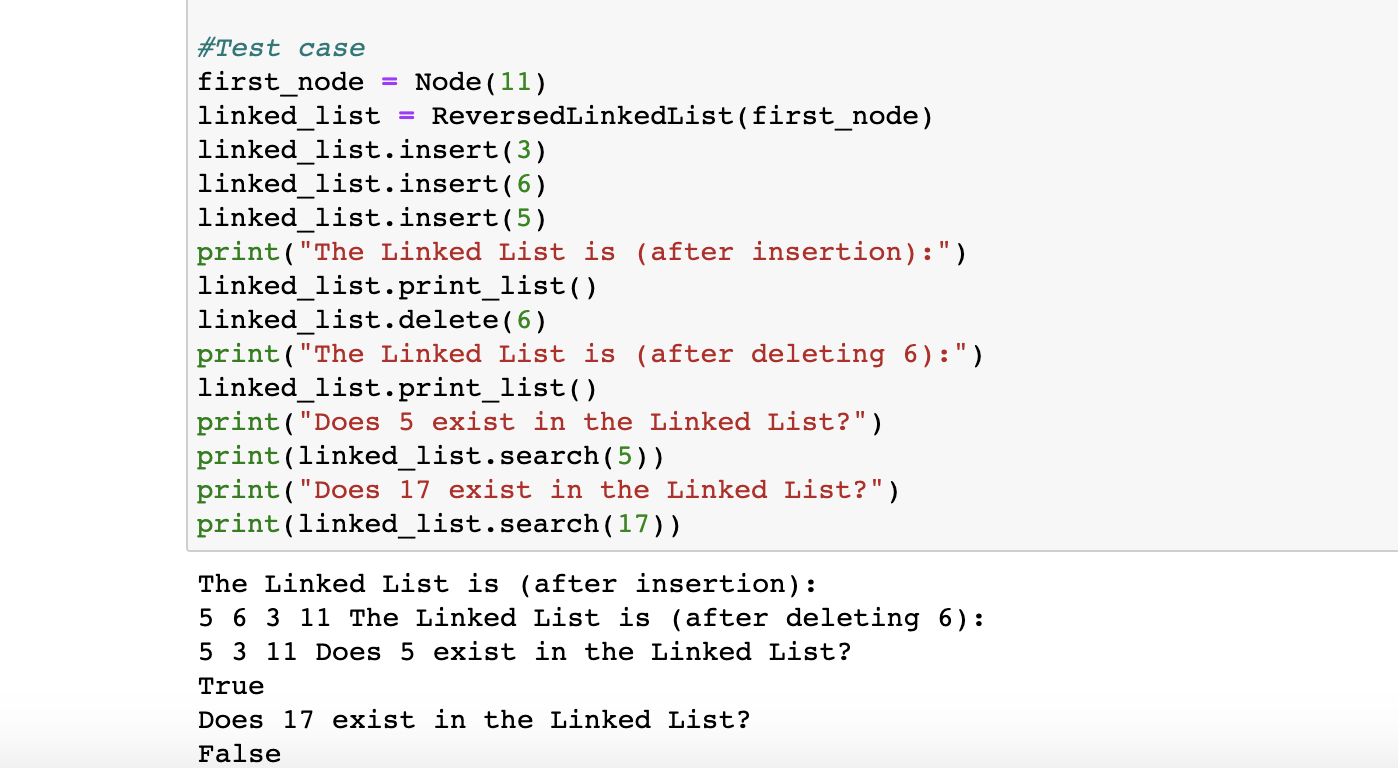 #Test case
first_node = Node(11)
linked_list = ReversedLinkedList(first_node)
linked_list.insert(3)
linked_list.insert(6)
linked_list.insert(5)
print("The Linked List is (after insertion):")
linked_list.print_list()
linked_list.delete(6)
print("The Linked List is (after deleting 6):")
linked_list.print_list()
print("Does 5 exist in the Linked List?")
print(linked_list.search(5))
print("Does 17 exist in the Linked List?")
print(linked_list.search(17))
The Linked List is (after insertion):
5 6 3 11 The Linked List is (after deleting 6):
5 3 11 Does 5 exist in the Linked List?
True
Does 17 exist in the Linked List?
False